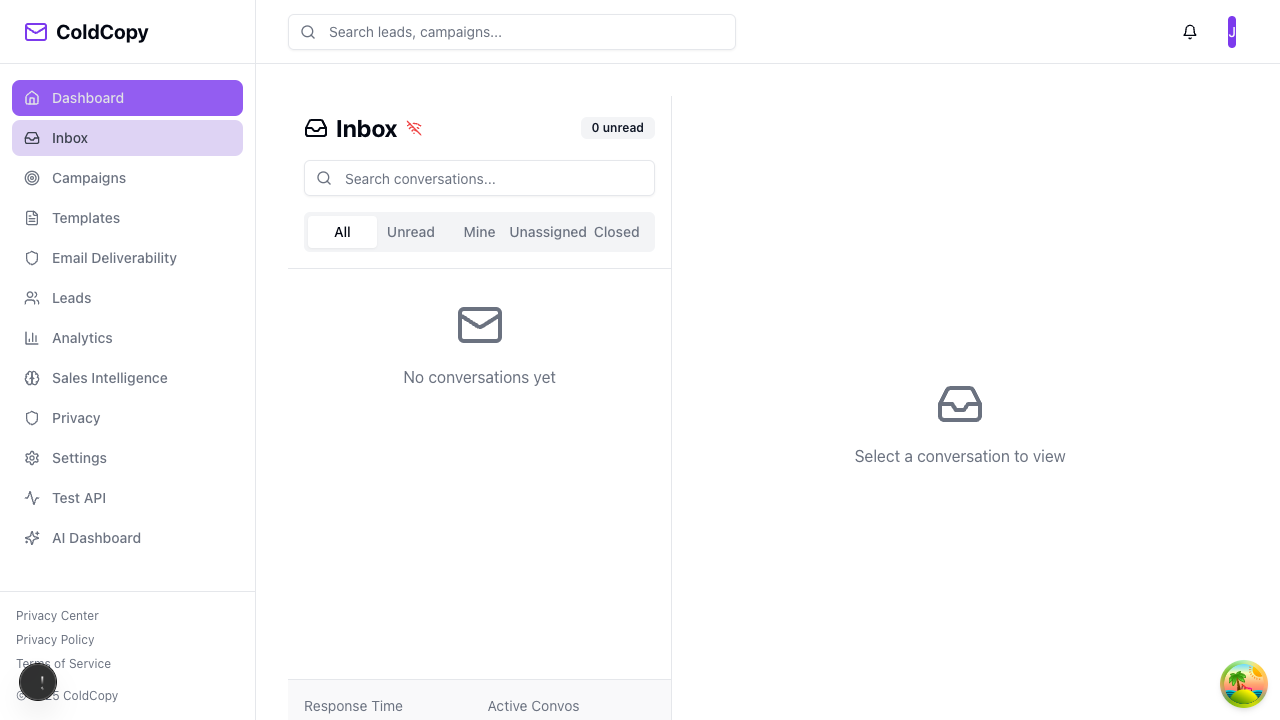 ColdCopy
Search leads, campaigns...
J
Dashboard
Inbox
Campaigns
Templates
Email Deliverability
Leads
Analytics
Sales Intelligence
Privacy
Settings
Test API
AI Dashboard
Privacy Center
Privacy Policy
Terms of Service
ColdCopy
!
Inbox
0 unread
Search conversations...
All Unread Mine Unassigned Closed
No conversations yet
Response Time Active Convos
Select a conversation to view